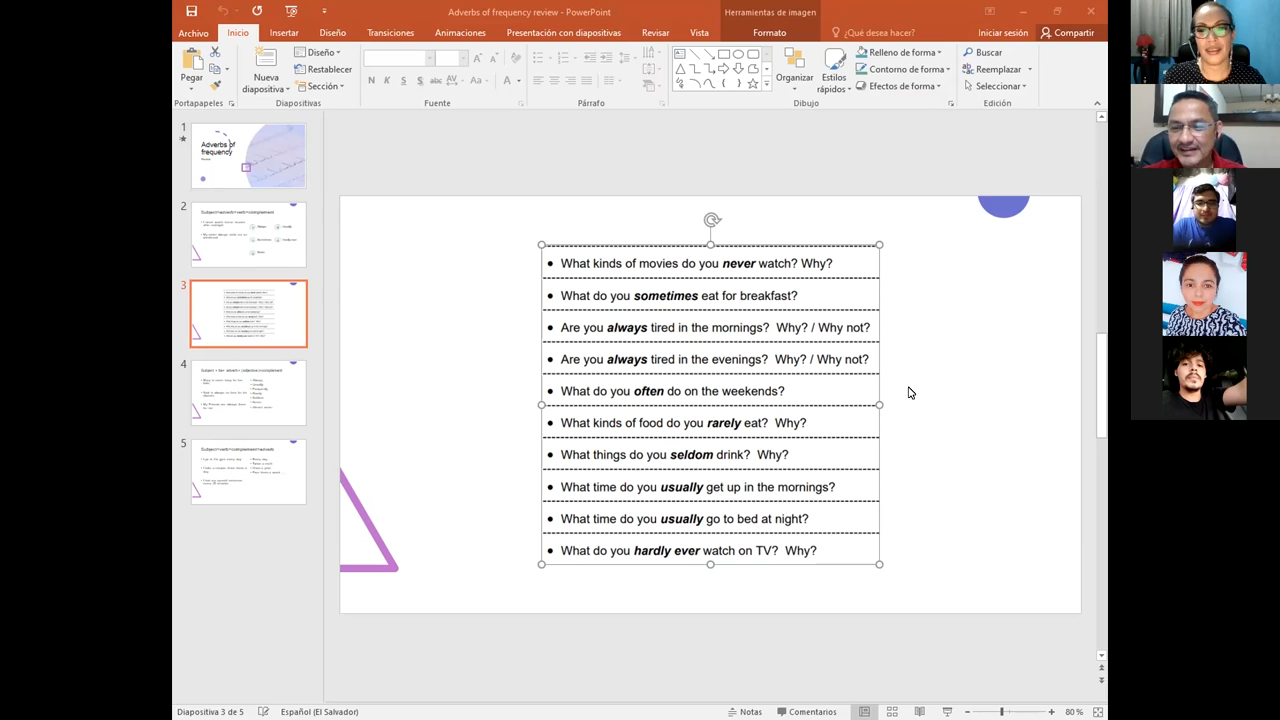 Adverbs of frequency review - PowerPoint
Herramientas de imagen
Archivo
Inicio
Insertar
Diseño
Transiciones
Animaciones
Presentación con diapositivas
Revisar
Vista
Formato
¿Qué desea hacer?
Iniciar sesión
Compartir
Pegar
Nueva
diapositiva
Diseño
Restablecer
Sección
N K S S abc AV Aa A
Organizar
Estilos
rápidos
Relleno de forma
Contorno de forma
Efectos de forma
Buscar
Reemplazar
Seleccionar
Portapapeles
Diapositivas
Fuente
Párrafo
Dibujo
Edición
1
Adverbs of
frequency
2
3
4
5
• What kinds of movies do you never watch? Why?
• What do you sometimes eat for breakfast?
• Are you always tired in the mornings? Why? / Why not?
• Are you always tired in the evenings? Why? / Why not?
• What do you often do on the weekends?
• What kinds of food do you rarely eat? Why?
• What things do you seldom drink? Why?
• What time do you usually get up in the mornings?
• What time do you usually go to bed at night?
• What do you hardly ever watch on TV? Why?
Diapositiva 3 de 5
Español (El Salvador)
Notas
Comentarios
80 %